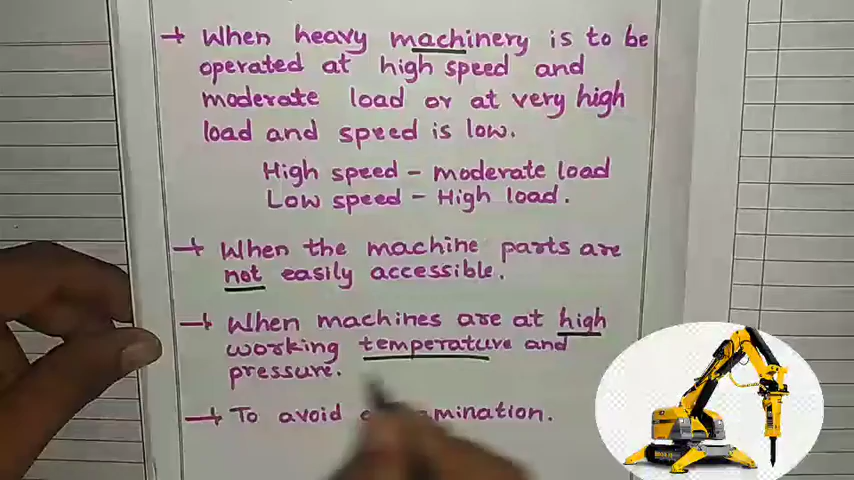 → When heavy machinery is to be
operated at high speed and
moderate load or at very high
load and speed is low.
High speed - moderate load
Low speed - High load.
→ When the machine parts are
not easily accessible.
→ When machines are at high
working temperature and
pressure.
→ To avoid